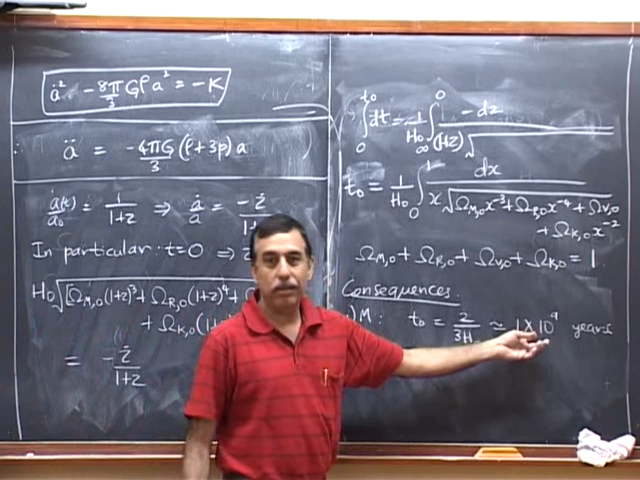 ȧ² - 8π/3 Gρa² = -K
∴ ä = -4πG/3 (ρ+3p)a
a(t)/a₀ = 1/1+z ⇒ ȧ/a = -ż/1+z
In particular: t=0 ⇒ z
H₀√[Ω_M,0(1+z)³ + Ω_R,0(1+z)⁴ +
+ Ω_K,0(1+
= -ż/1+z
∫₀^t₀ dt = 1/H₀ ∫_∞^0 -dz/(1+z)√
t₀ = 1/H₀ ∫₀^1 dx/x√Ω_M,0 x⁻³ + Ω_R,0 x⁻⁴ + Ω_V,0
+ Ω_K,0 x⁻²
Ω_M,0 + Ω_R,0 + Ω_V,0 + Ω_K,0 = 1
Consequences.
) M: t₀ = 2/3H ≈ 1×10⁹ years